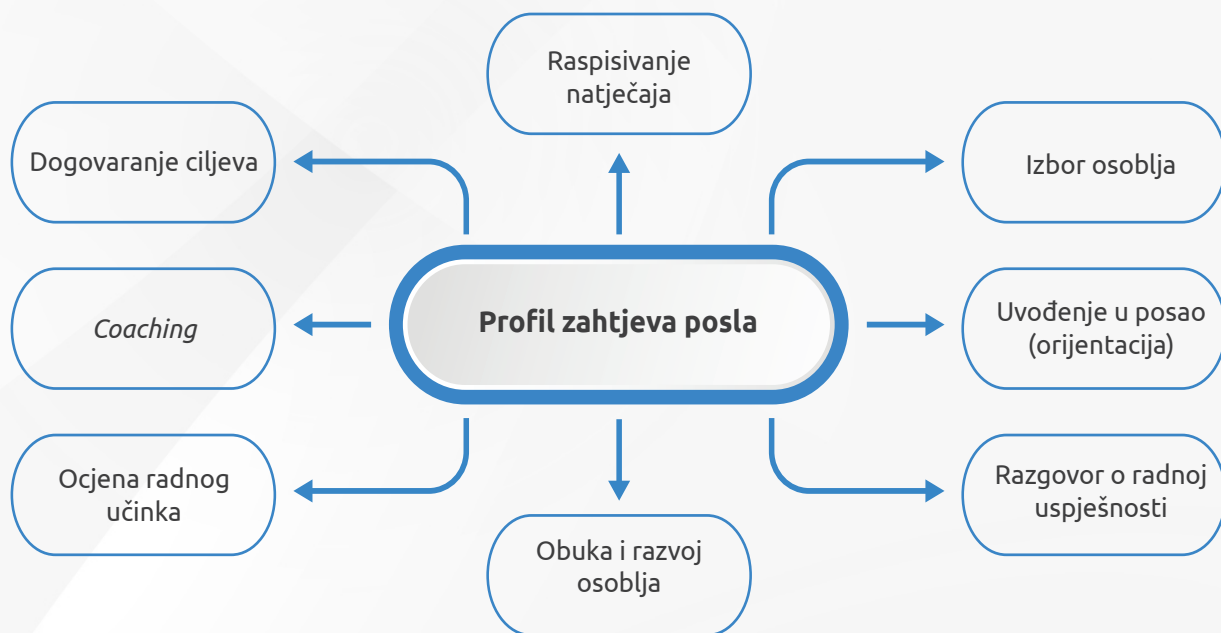 Raspisivanje
natječaja
Dogovaranje ciljeva
Izbor osoblja
Profil zahtjeva posla
Coaching
Uvođenje u posao
(orijentacija)
Ocjena radnog
učinka
Razgovor o radnoj
uspješnosti
Obuka i razvoj
osoblja